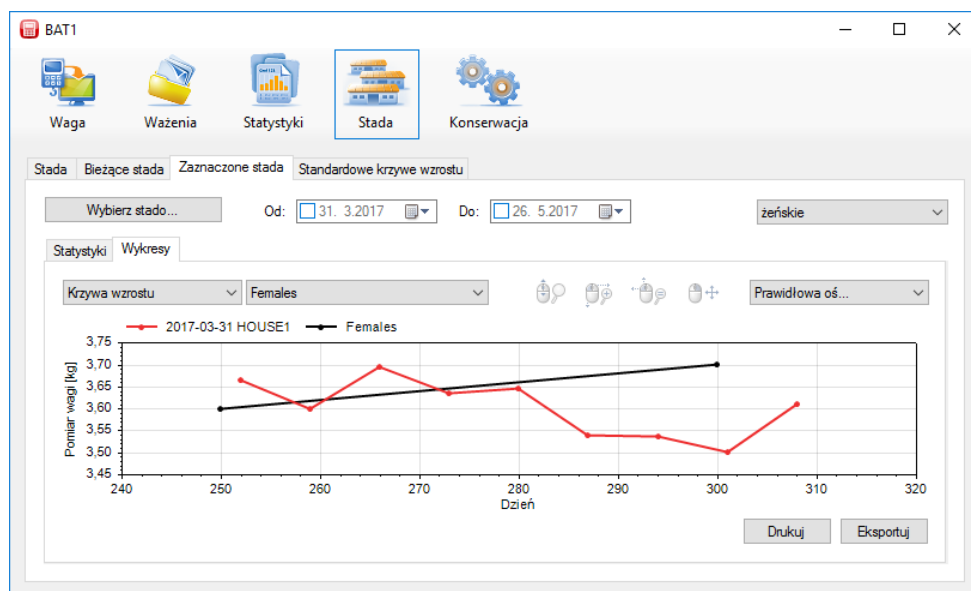 BAT1
Waga Ważenia Statystyki Stada Konserwacja
Stada Bieżące stada Zaznaczone stada Standardowe krzywe wzrostu
Wybierz stado... Od: 31. 3.2017 Do: 26. 5.2017 żeńskie
Statystyki Wykresy
Krzywa wzrostu Females Prawidłowa oś...
2017-03-31 HOUSE1 Females
3,75
3,70
3,65
3,60
3,55
3,50
3,45
Pomiar wagi [kg]
240 250 260 270 280 290 300 310 320
Dzień
Drukuj Eksportuj